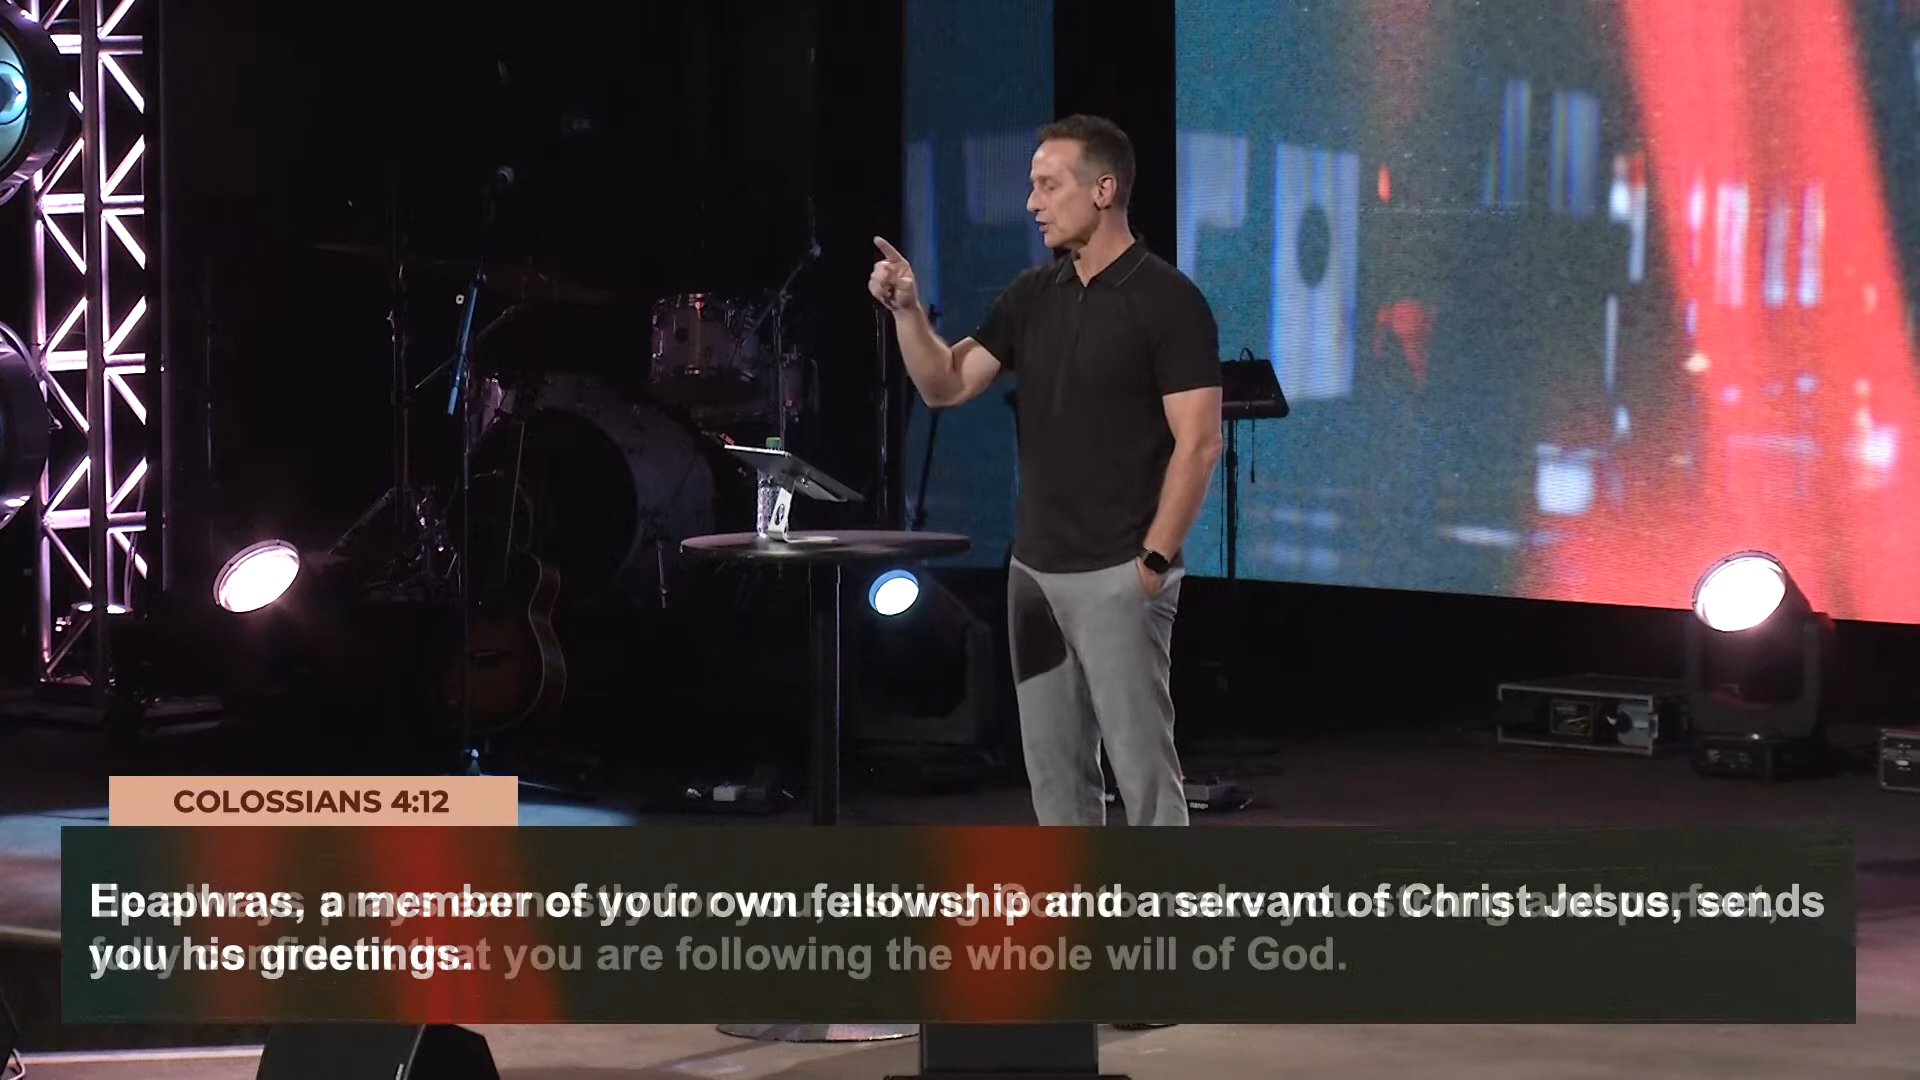 COLOSSIANS 4:12
Epaphras, a member of your own fellowship and a servant of Christ Jesus, sends
you his greetings.
you are following the whole will of God.